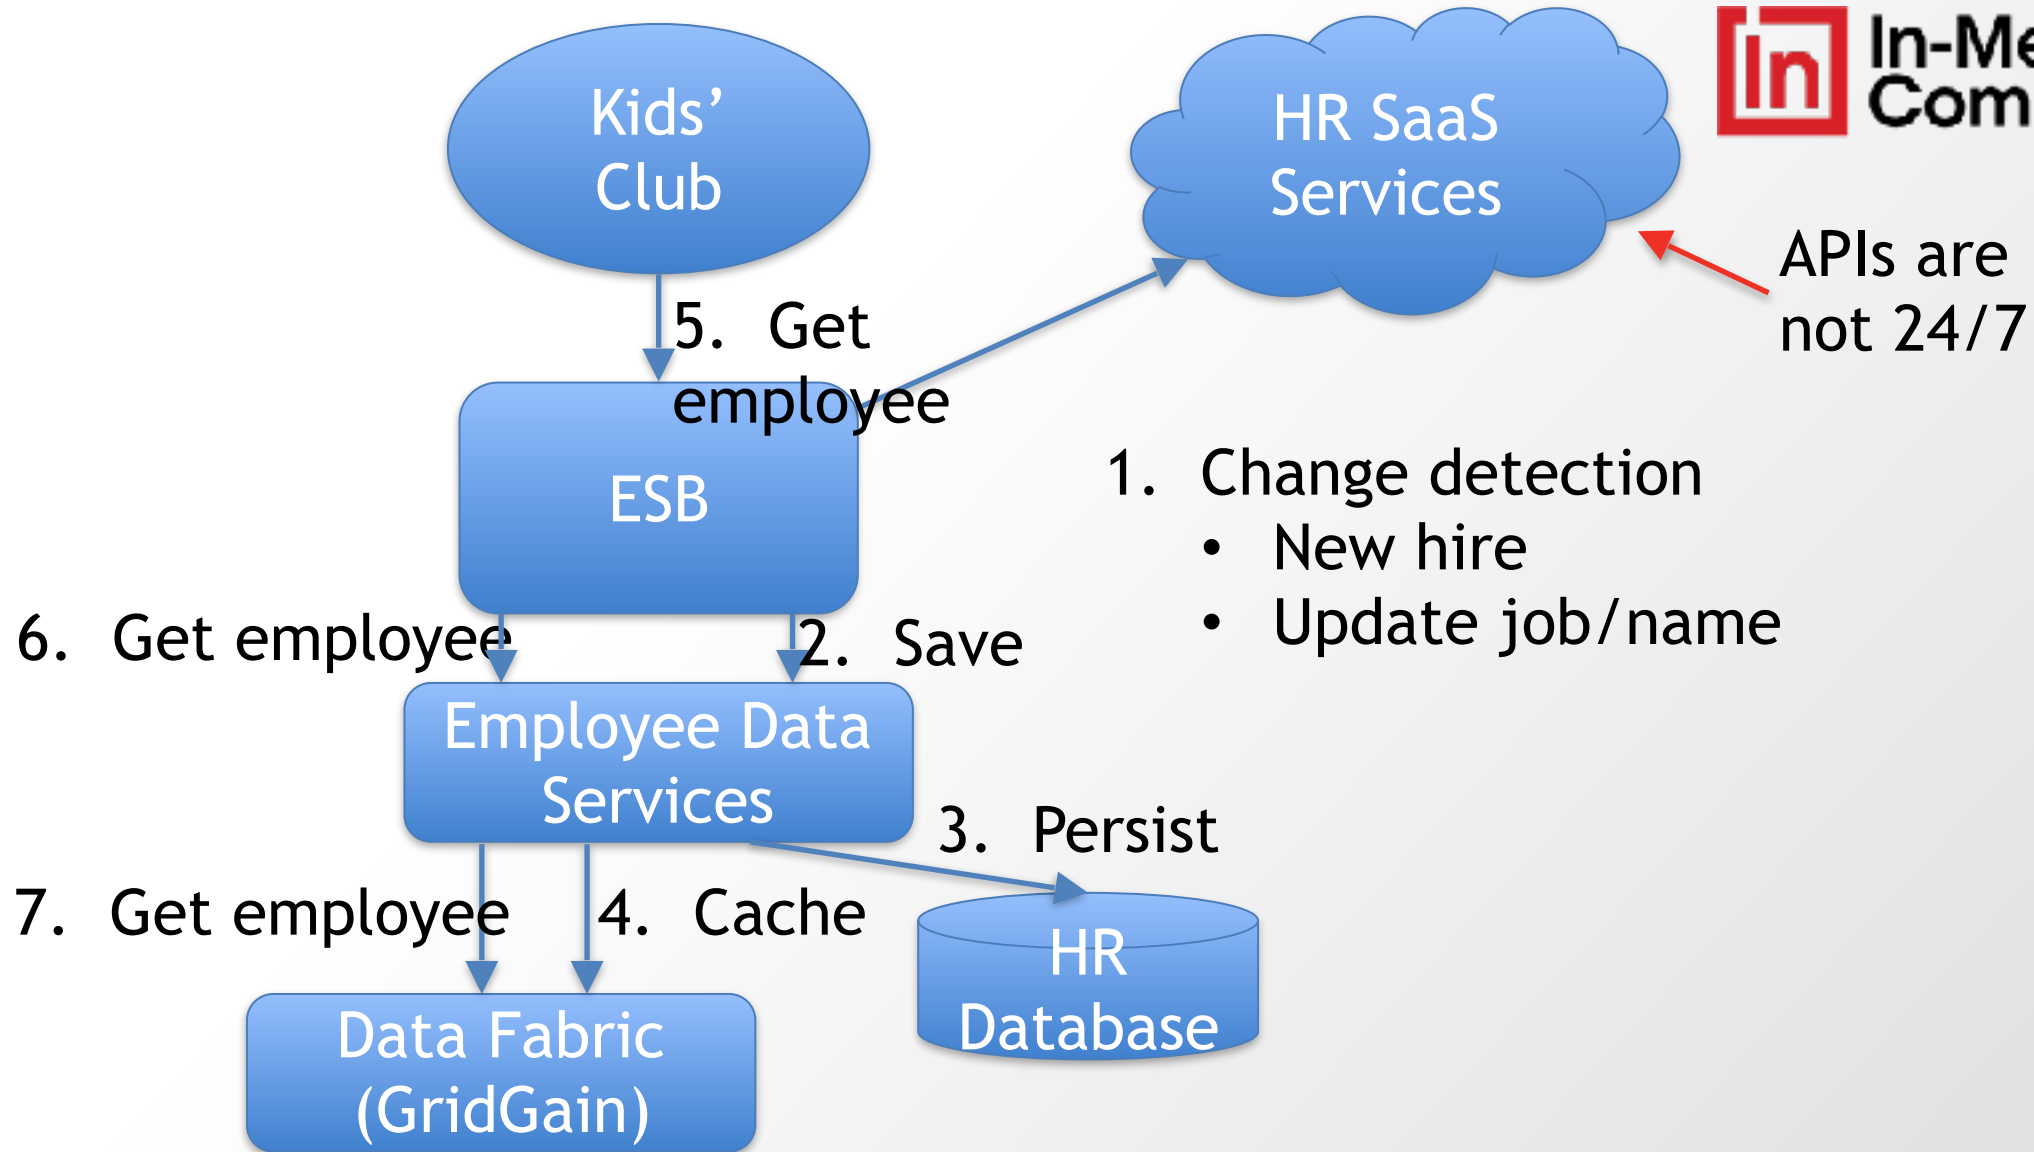 Kids’
Club
HR SaaS
Services
In-Me
Com
APIs are
not 24/7
5. Get
employee
ESB
1. Change detection
• New hire
• Update job/name
6. Get employee
2. Save
Employee Data
Services
3. Persist
7. Get employee
4. Cache
HR
Database
Data Fabric
(GridGain)
In